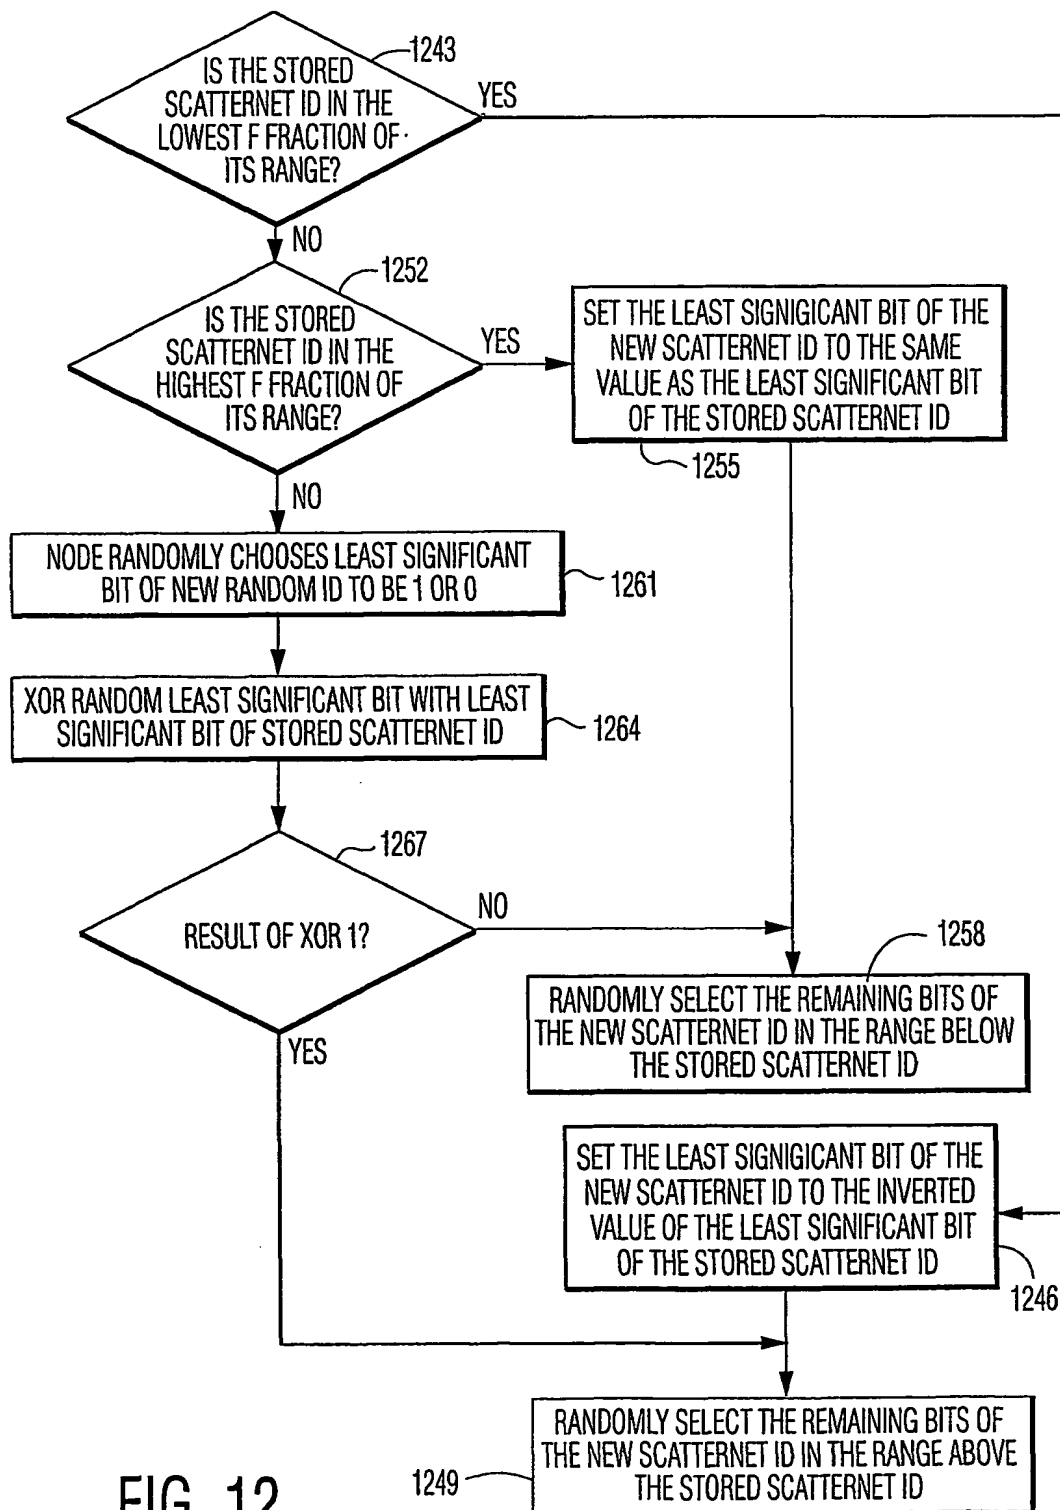 1243
IS THE STORED
SCATTERNET ID IN THE
LOWEST F FRACTION OF
ITS RANGE?
YES
NO
1252
IS THE STORED
SCATTERNET ID IN THE
HIGHEST F FRACTION OF
ITS RANGE?
YES
SET THE LEAST SIGNIGICANT BIT OF THE
NEW SCATTERNET ID TO THE SAME
VALUE AS THE LEAST SIGNIFICANT BIT
OF THE STORED SCATTERNET ID
1255
NO
NODE RANDOMLY CHOOSES LEAST SIGNIFICANT
BIT OF NEW RANDOM ID TO BE 1 OR 0
1261
XOR RANDOM LEAST SIGNIFICANT BIT WITH LEAST
SIGNIFICANT BIT OF STORED SCATTERNET ID
1264
1267
RESULT OF XOR 1?
NO
YES
1258
RANDOMLY SELECT THE REMAINING BITS OF
THE NEW SCATTERNET ID IN THE RANGE BELOW
THE STORED SCATTERNET ID
SET THE LEAST SIGNIGICANT BIT OF THE
NEW SCATTERNET ID TO THE INVERTED
VALUE OF THE LEAST SIGNIFICANT BIT
OF THE STORED SCATTERNET ID
1246
RANDOMLY SELECT THE REMAINING BITS OF
THE NEW SCATTERNET ID IN THE RANGE ABOVE
THE STORED SCATTERNET ID
1249
FIG. 12